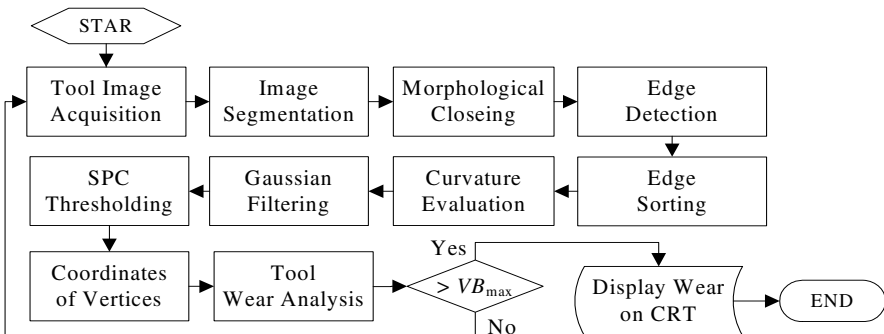 STAR
Tool Image
Acquisition
Image
Segmentation
Morphological
Closeing
Edge
Detection
SPC
Thresholding
Gaussian
Filtering
Curvature
Evaluation
Edge
Sorting
Yes
Coordinates
of Vertices
Tool
Wear Analysis
> VBmax
Display Wear
on CRT
END
No